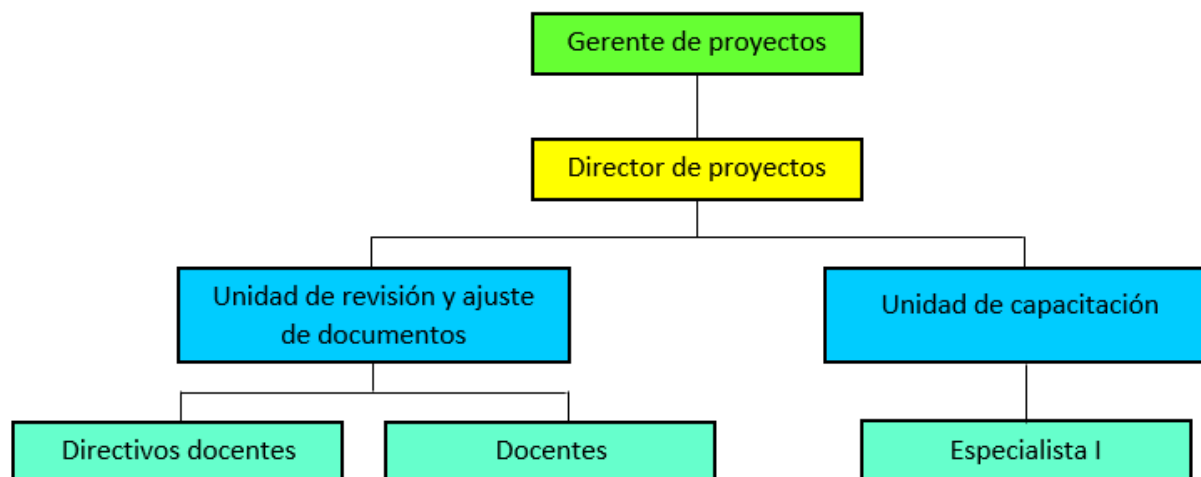 Gerente de proyectos
Director de proyectos
Unidad de revisión y ajuste
de documentos
Unidad de capacitación
Directivos docentes
Docentes
Especialista I